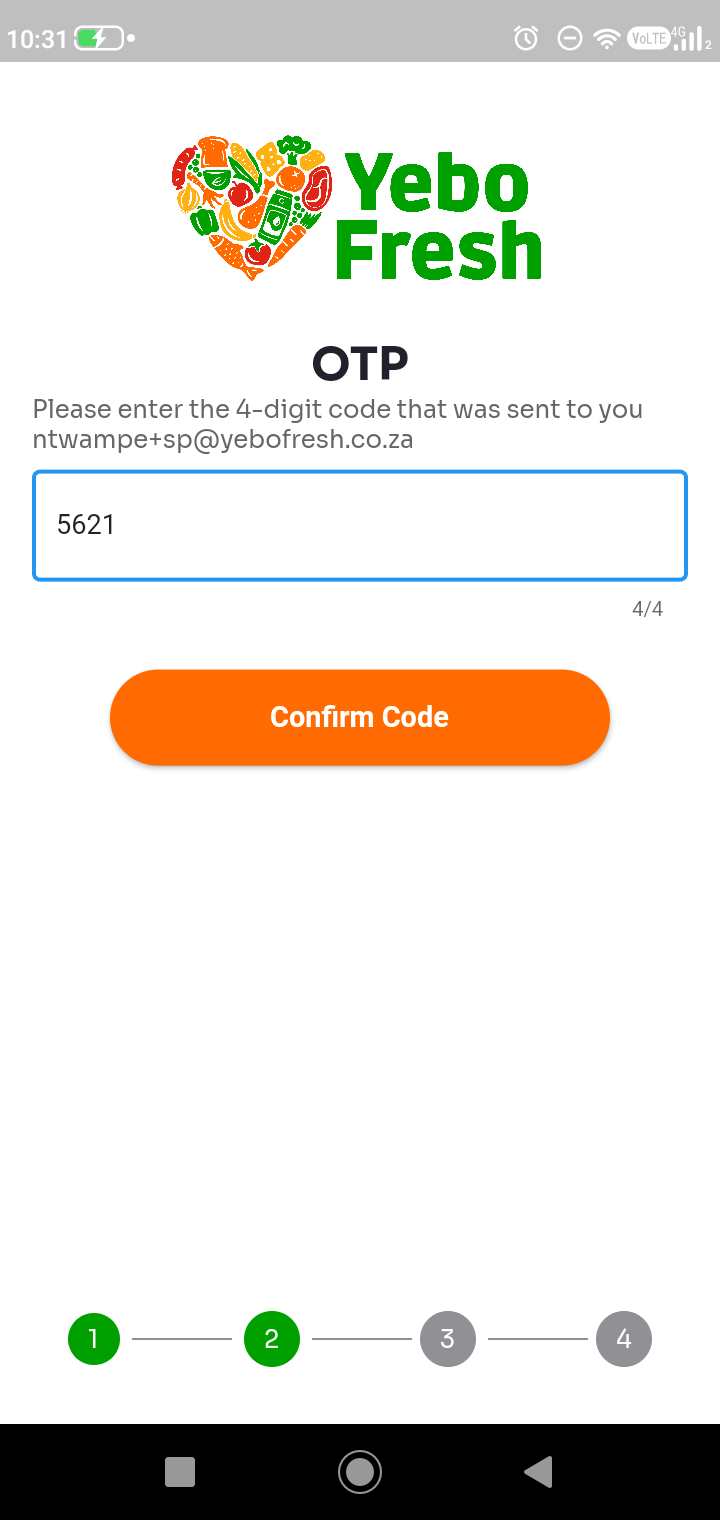 10:31
VoLTE 4G 2
Yebo
Fresh
OTP
Please enter the 4-digit code that was sent to you
ntwampe+sp@yebofresh.co.za
5621
4/4
Confirm Code
1 2 3 4